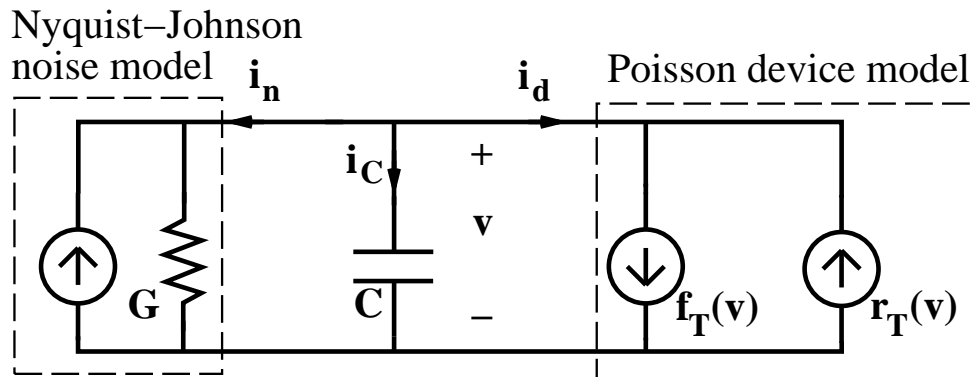 Nyquist–Johnson
noise model
Poisson device model
i_n
i_d
i_C
+
v
–
G
C
f_T(v)
r_T(v)